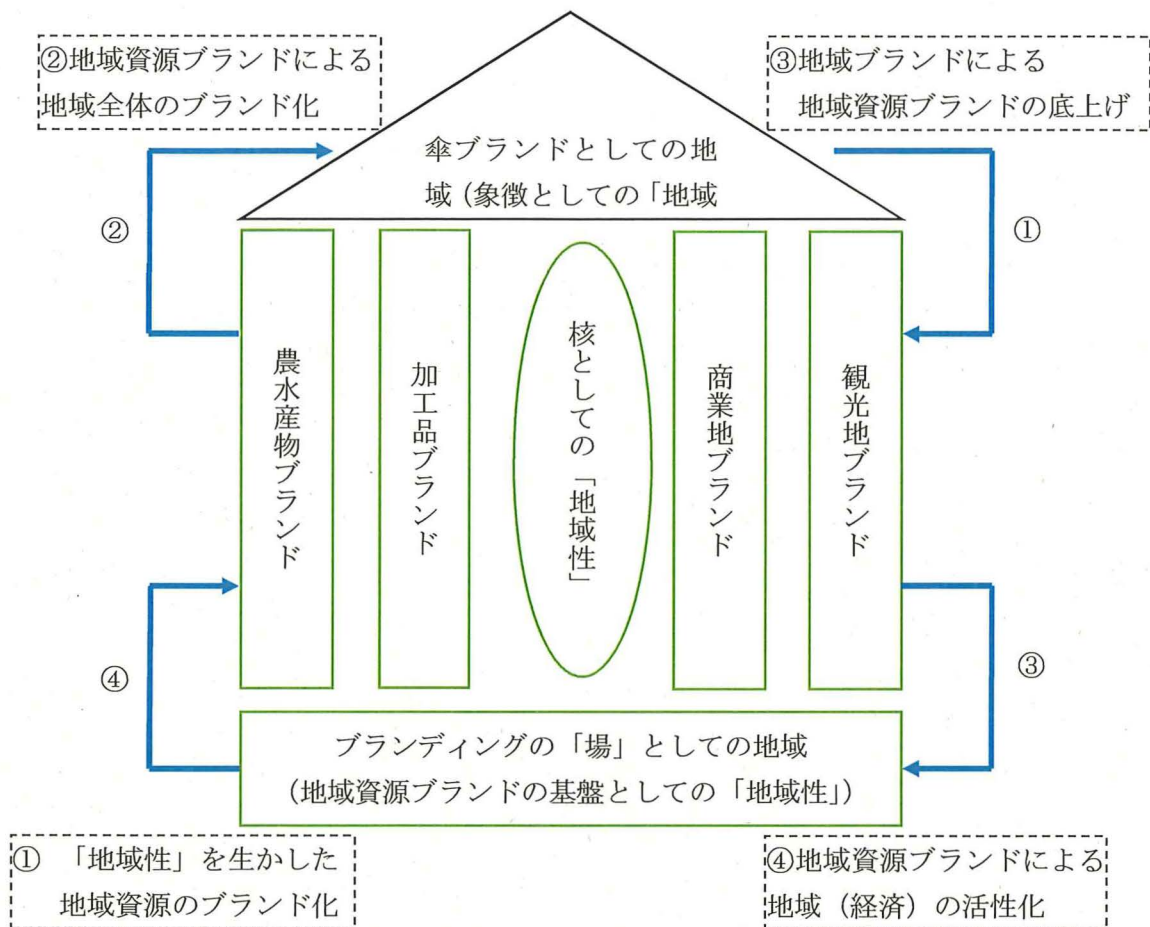 ②地域資源ブランドによる
地域全体のブランド化
③地域ブランドによる
地域資源ブランドの底上げ
傘ブランドとしての地
域（象徴としての「地域
②
①
農水産物ブランド
加工品ブランド
核としての「地域性」
商業地ブランド
観光地ブランド
④
③
ブランディングの「場」としての地域
（地域資源ブランドの基盤としての「地域性」）
① 「地域性」を生かした
地域資源のブランド化
④地域資源ブランドによる
地域（経済）の活性化